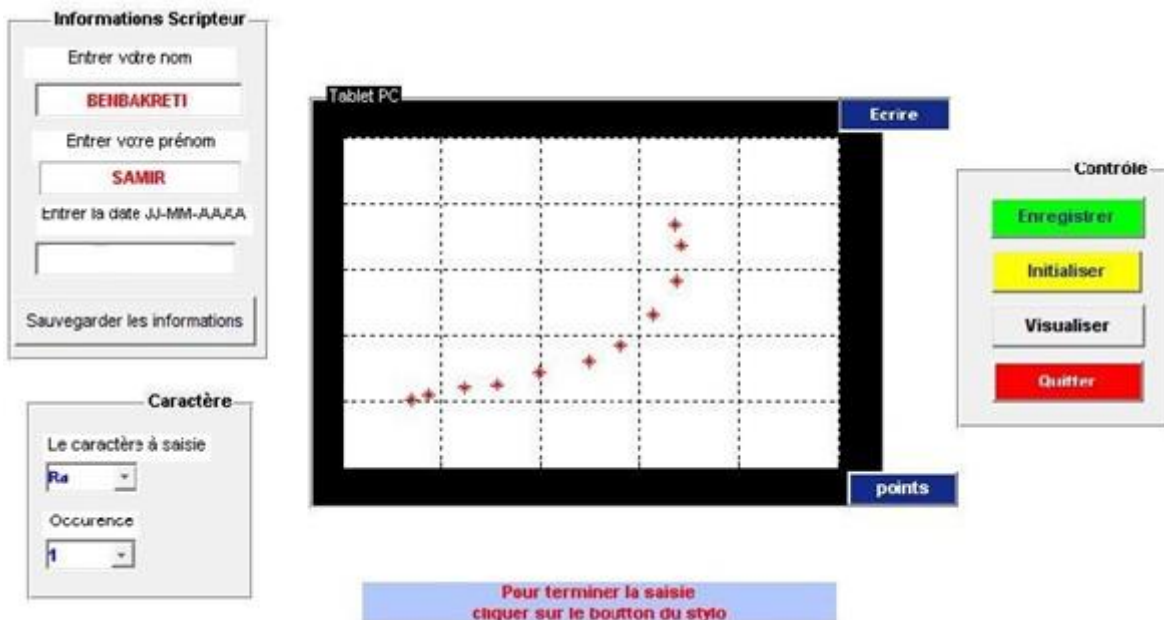 Informations Scripteur
Entrer votre nom
BENBAKRETI
Entrer votre prénom
SAMIR
Entrer la date JJ-MM-AAAA
Sauvegarder les informations
Caractère
Le caractère à saisie
Ra
Occurence
1
Tablet PC
Ecrire
points
Pour terminer la saisie
cliquer sur le boutton du stylo
Contrôle
Enregistrer
Initialiser
Visualiser
Quitter